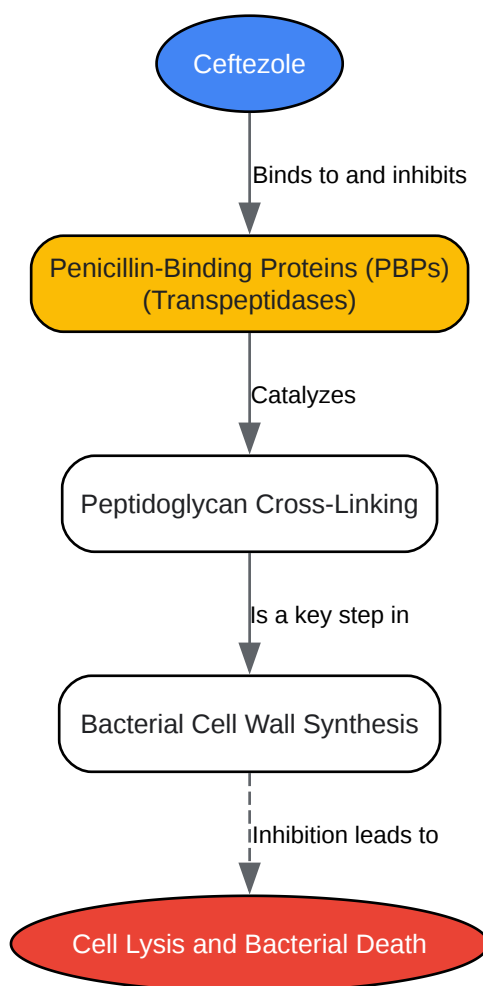 Ceftezole
Binds to and inhibits
Penicillin-Binding Proteins (PBPs)
(Transpeptidases)
Catalyzes
Peptidoglycan Cross-Linking
Is a key step in
Bacterial Cell Wall Synthesis
Inhibition leads to
Cell Lysis and Bacterial Death